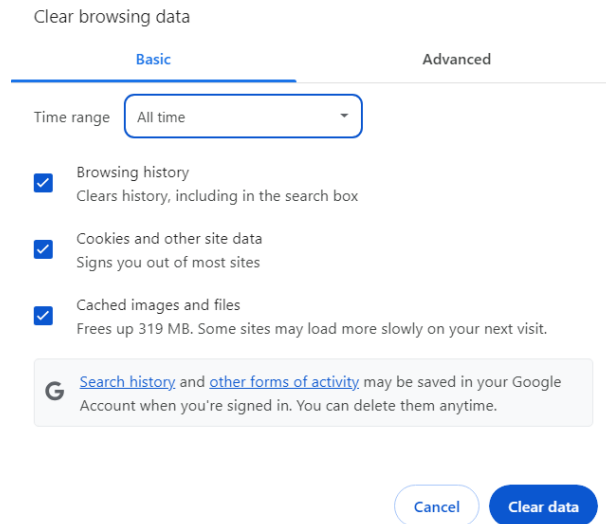 Clear browsing data
Basic
Advanced
Time range
All time
Browsing history
Clears history, including in the search box
Cookies and other site data
Signs you out of most sites
Cached images and files
Frees up 319 MB. Some sites may load more slowly on your next visit.
G
Search history and other forms of activity may be saved in your Google
Account when you're signed in. You can delete them anytime.
Cancel
Clear data